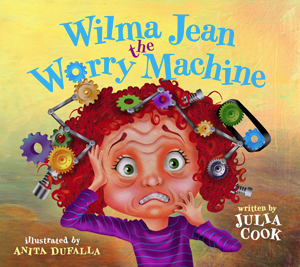 Wilma Jean
the
Worry Machine
written by
JULIA
COOK
illustrated by
ANITA DUFALLA